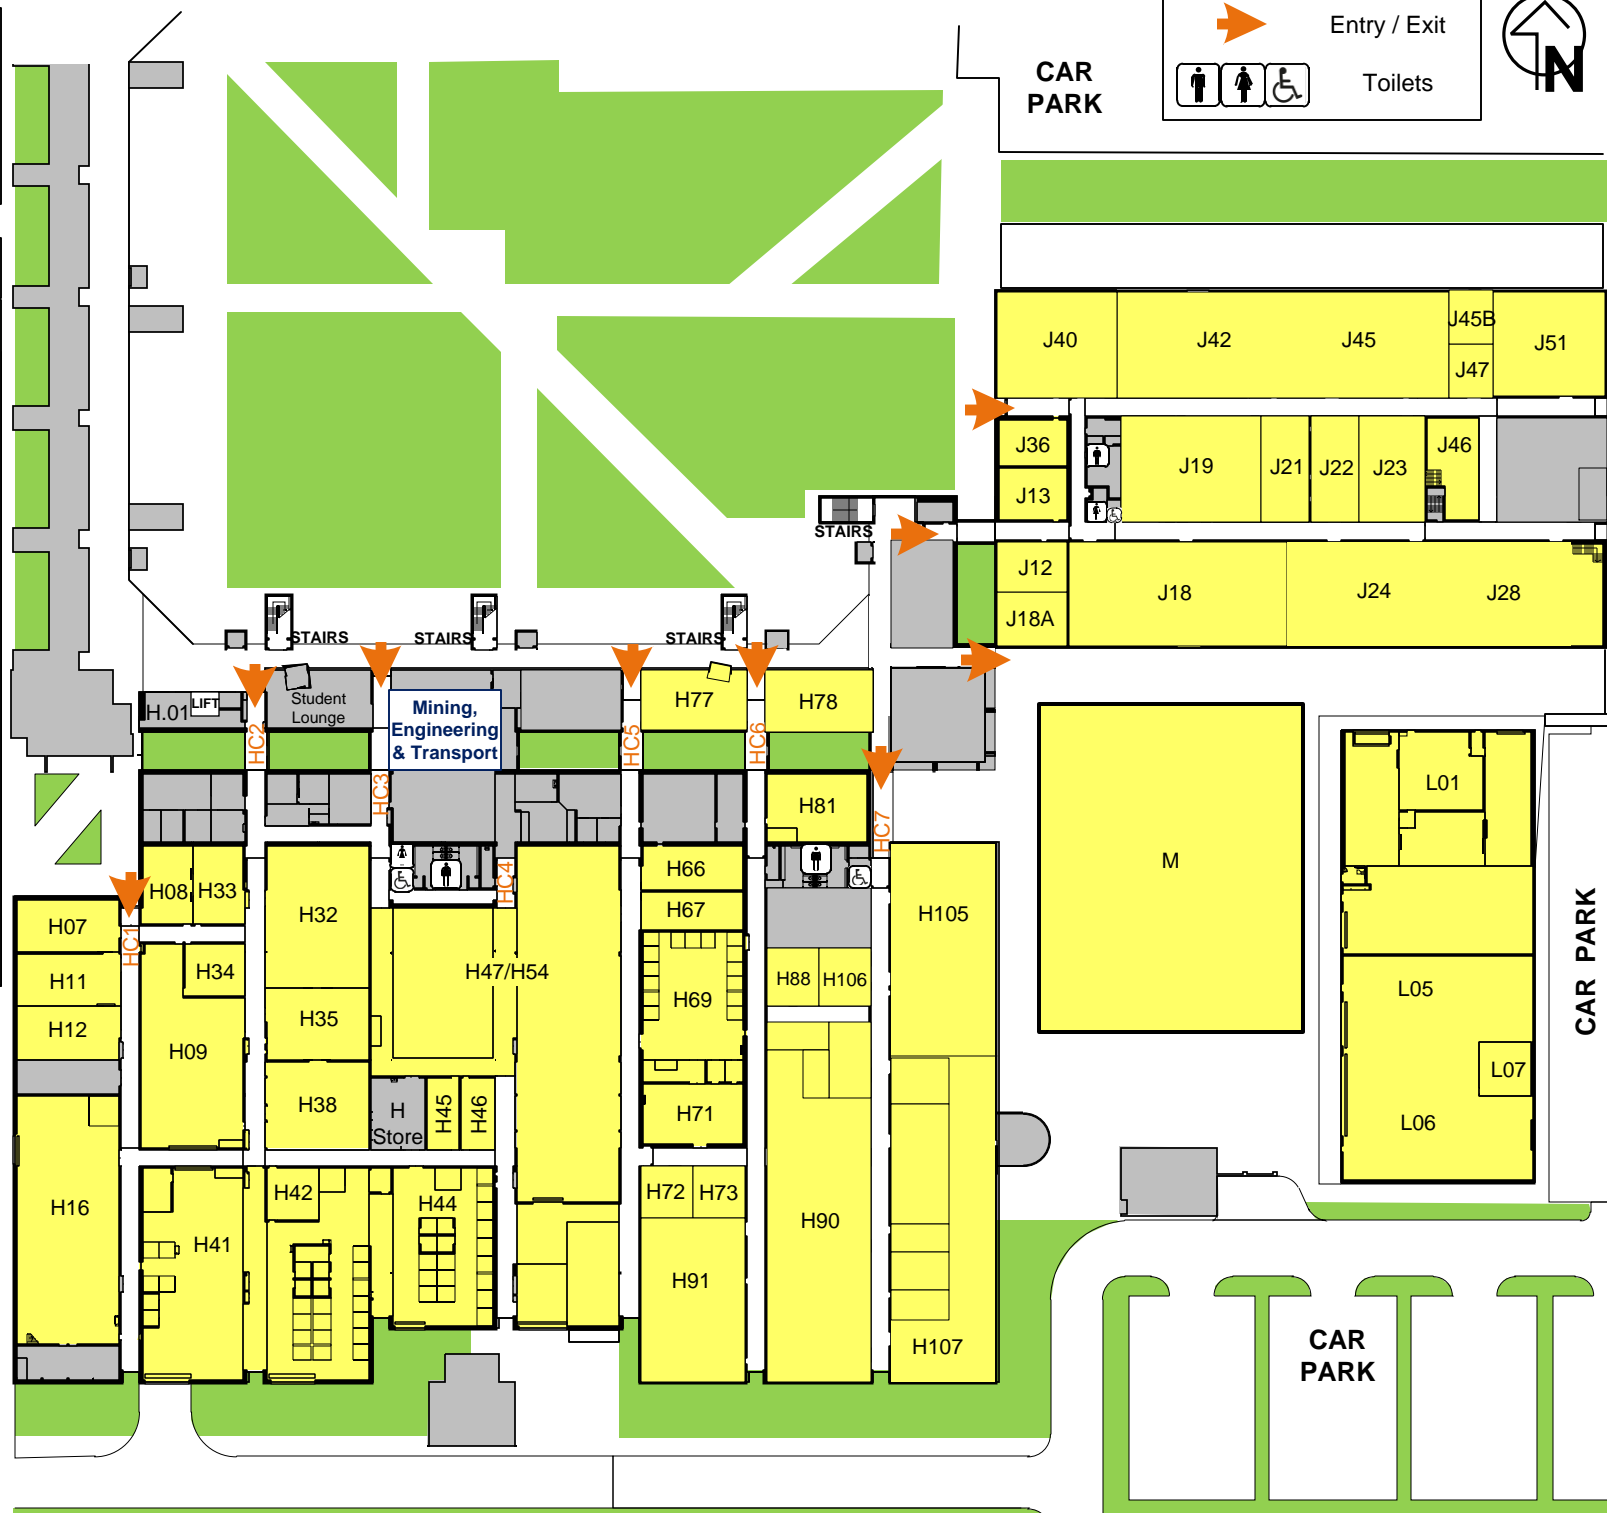 Entry / Exit
Toilets
N
CAR
PARK
J40
J42
J45
J45B
J47
J51
J36
J13
J19
J21
J22
J23
J46
STAIRS
J12
J18A
J18
J24
J28
STAIRS
STAIRS
STAIRS
H.01
LIFT
HC2
Student
Lounge
HC3
Mining,
Engineering
& Transport
HC5
H77
HC6
H78
HC7
H81
L01
M
H08
H33
H07
HC1
H11
H12
H34
H09
H32
H35
H38
HC4
H47/H54
H
Store
H45
H46
H66
H67
H69
H71
H88
H106
H105
L05
L07
L06
CAR PARK
H16
H41
H42
H44
H72
H73
H91
H90
H107
CAR
PARK